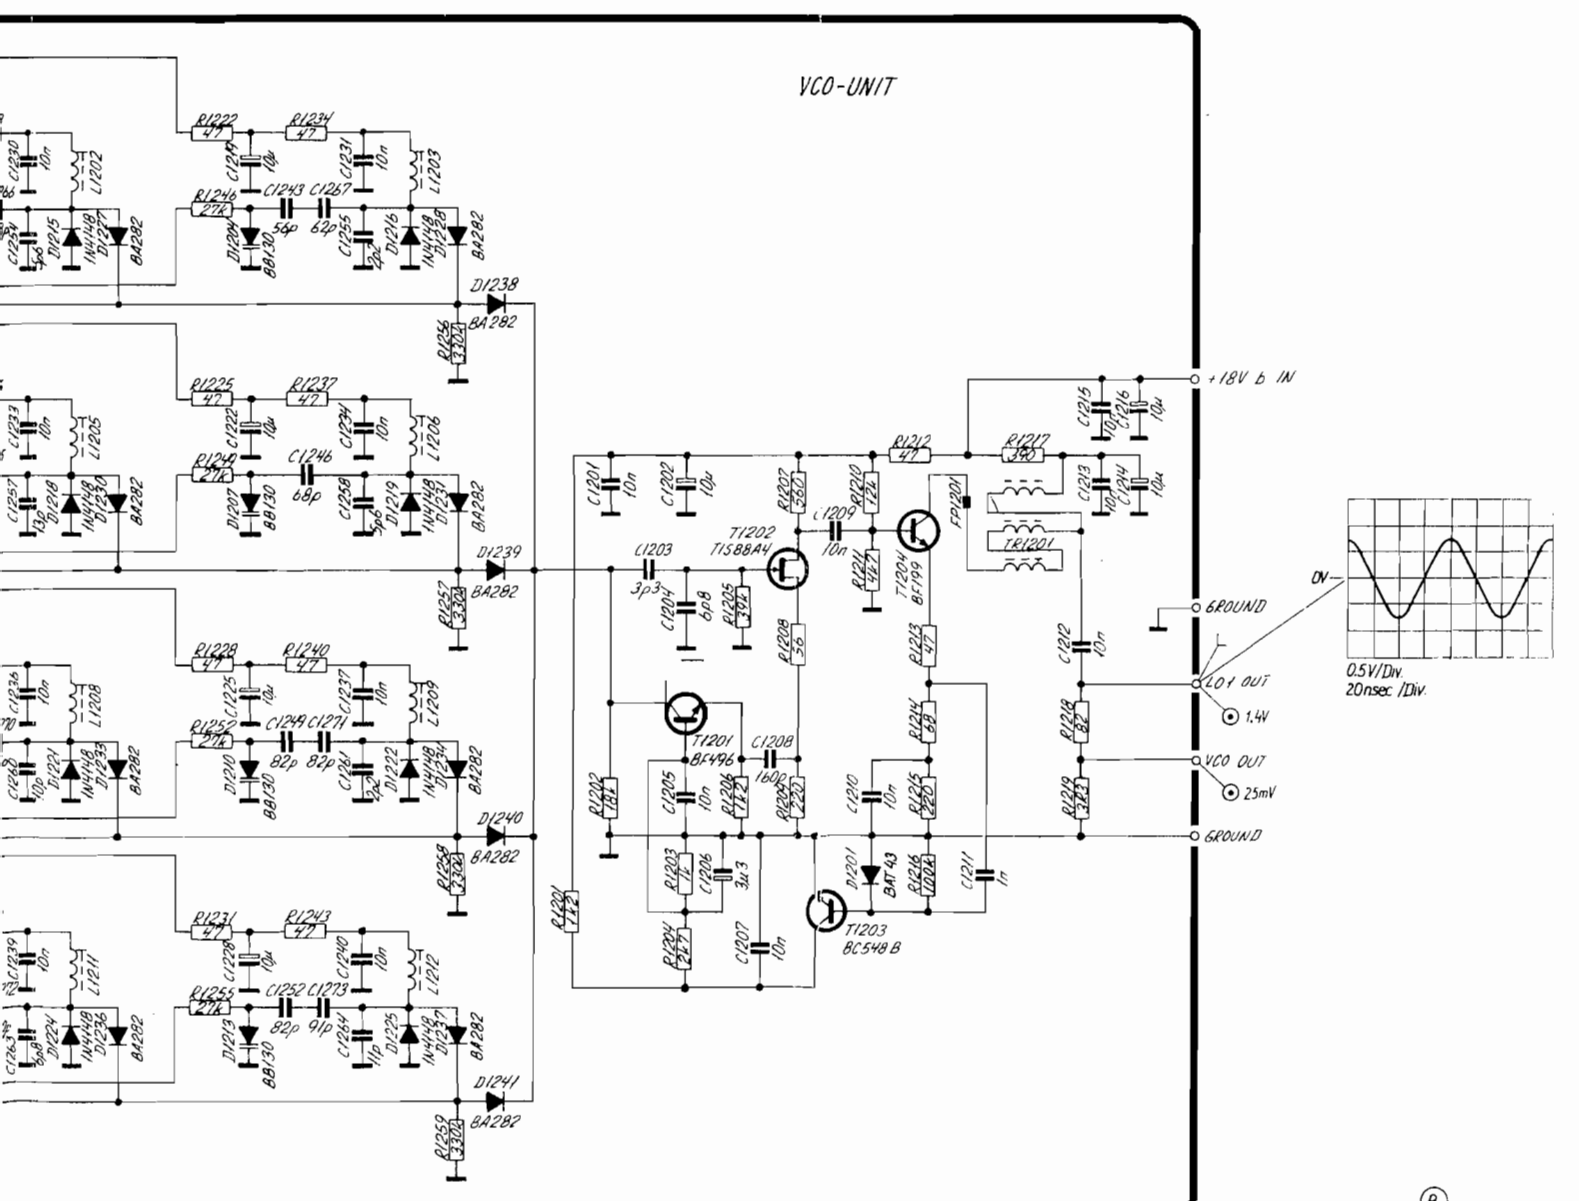 VCO-UNIT
R1222
47
R1234
47
C1230
10n
L1202
C1219
10µ
C1231
10n
L1203
R1246
27k
C1243
56p
C1267
62p
C1254
5p6
D1215
1N4148
D1227
BA282
D1204
BB130
C1255
2p2
D1216
1N4148
D1228
BA282
D1238
BA282
R1256
330k
R1225
47
R1237
47
C1233
10n
L1205
C1222
10µ
C1234
10n
L1206
R1249
27k
C1246
68p
C1257
13p
D1218
1N4148
D1230
BA282
D1207
BB130
C1258
5p6
D1219
1N4148
D1231
BA282
D1239
BA282
R1257
330k
R1228
47
R1240
47
C1236
10n
L1208
C1225
10µ
C1237
10n
L1209
R1252
27k
C1249
82p
C1271
82p
C1260
10p
D1221
1N4148
D1233
BA282
D1210
BB130
C1261
2p2
D1222
1N4148
D1234
BA282
D1240
BA282
R1258
330k
R1231
47
R1243
47
C1239
10n
L1211
C1228
10µ
C1240
10n
L1212
R1255
27k
C1252
82p
C1273
91p
C1263
6p8
D1224
1N4148
D1236
BA282
D1213
BB130
C1264
11p
D1225
1N4148
D1237
BA282
D1241
BA282
R1259
330k
C1201
10n
C1202
10µ
R1207
560
R1210
12k
R1212
47
R1217
390
C1215
10n
C1216
10µ
+18V b IN
C1213
10n
C1214
10µ
FP1201
TR1201
C1209
10n
T1202
TIS88A4
R1211
4k7
T1204
BF199
C1203
3p3
C1204
6p8
R1205
39k
R1208
56
R1213
47
C1212
10n
GROUND
LO1 OUT
1.4V
R1214
68
R1218
82
T1201
BF496
C1208
160p
VCO OUT
25mV
R1202
18k
C1205
10n
R1206
1k2
R1209
220
C1210
10n
R1215
220
R1219
3k3
GROUND
R1203
1k
C1206
3µ3
D1201
BAT43
R1216
100k
C1211
1n
R1201
1k2
R1204
2k7
C1207
10n
T1203
BC548B
0V
0.5V/Div.
20nsec/Div.